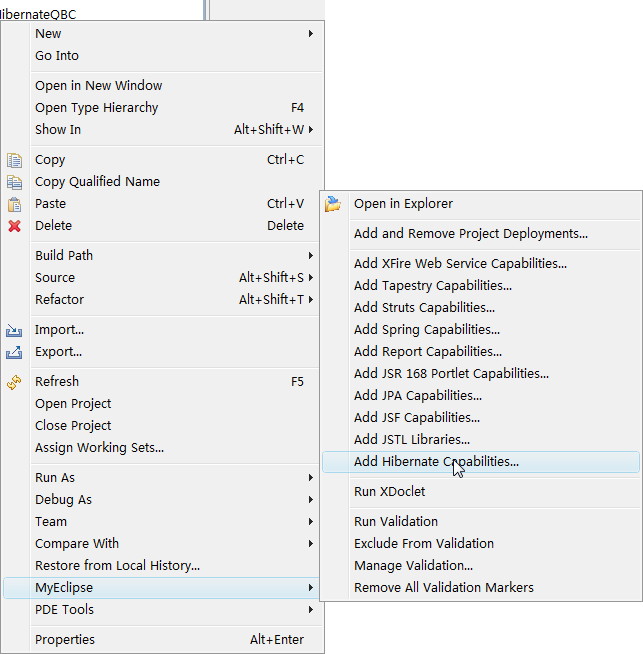 HibernateQBC
New
Go Into
Open in New Window
Open Type Hierarchy F4
Show In Alt+Shift+W
Copy Ctrl+C
Copy Qualified Name
Paste Ctrl+V
Delete Delete
Build Path
Source Alt+Shift+S
Refactor Alt+Shift+T
Import...
Export...
Refresh F5
Open Project
Close Project
Assign Working Sets...
Run As
Debug As
Team
Compare With
Restore from Local History...
MyEclipse
PDE Tools
Properties Alt+Enter
Open in Explorer
Add and Remove Project Deployments...
Add XFire Web Service Capabilities...
Add Tapestry Capabilities...
Add Struts Capabilities...
Add Spring Capabilities...
Add Report Capabilities...
Add JSR 168 Portlet Capabilities...
Add JPA Capabilities...
Add JSF Capabilities...
Add JSTL Libraries...
Add Hibernate Capabilities...
Run XDoclet
Run Validation
Exclude From Validation
Manage Validation...
Remove All Validation Markers